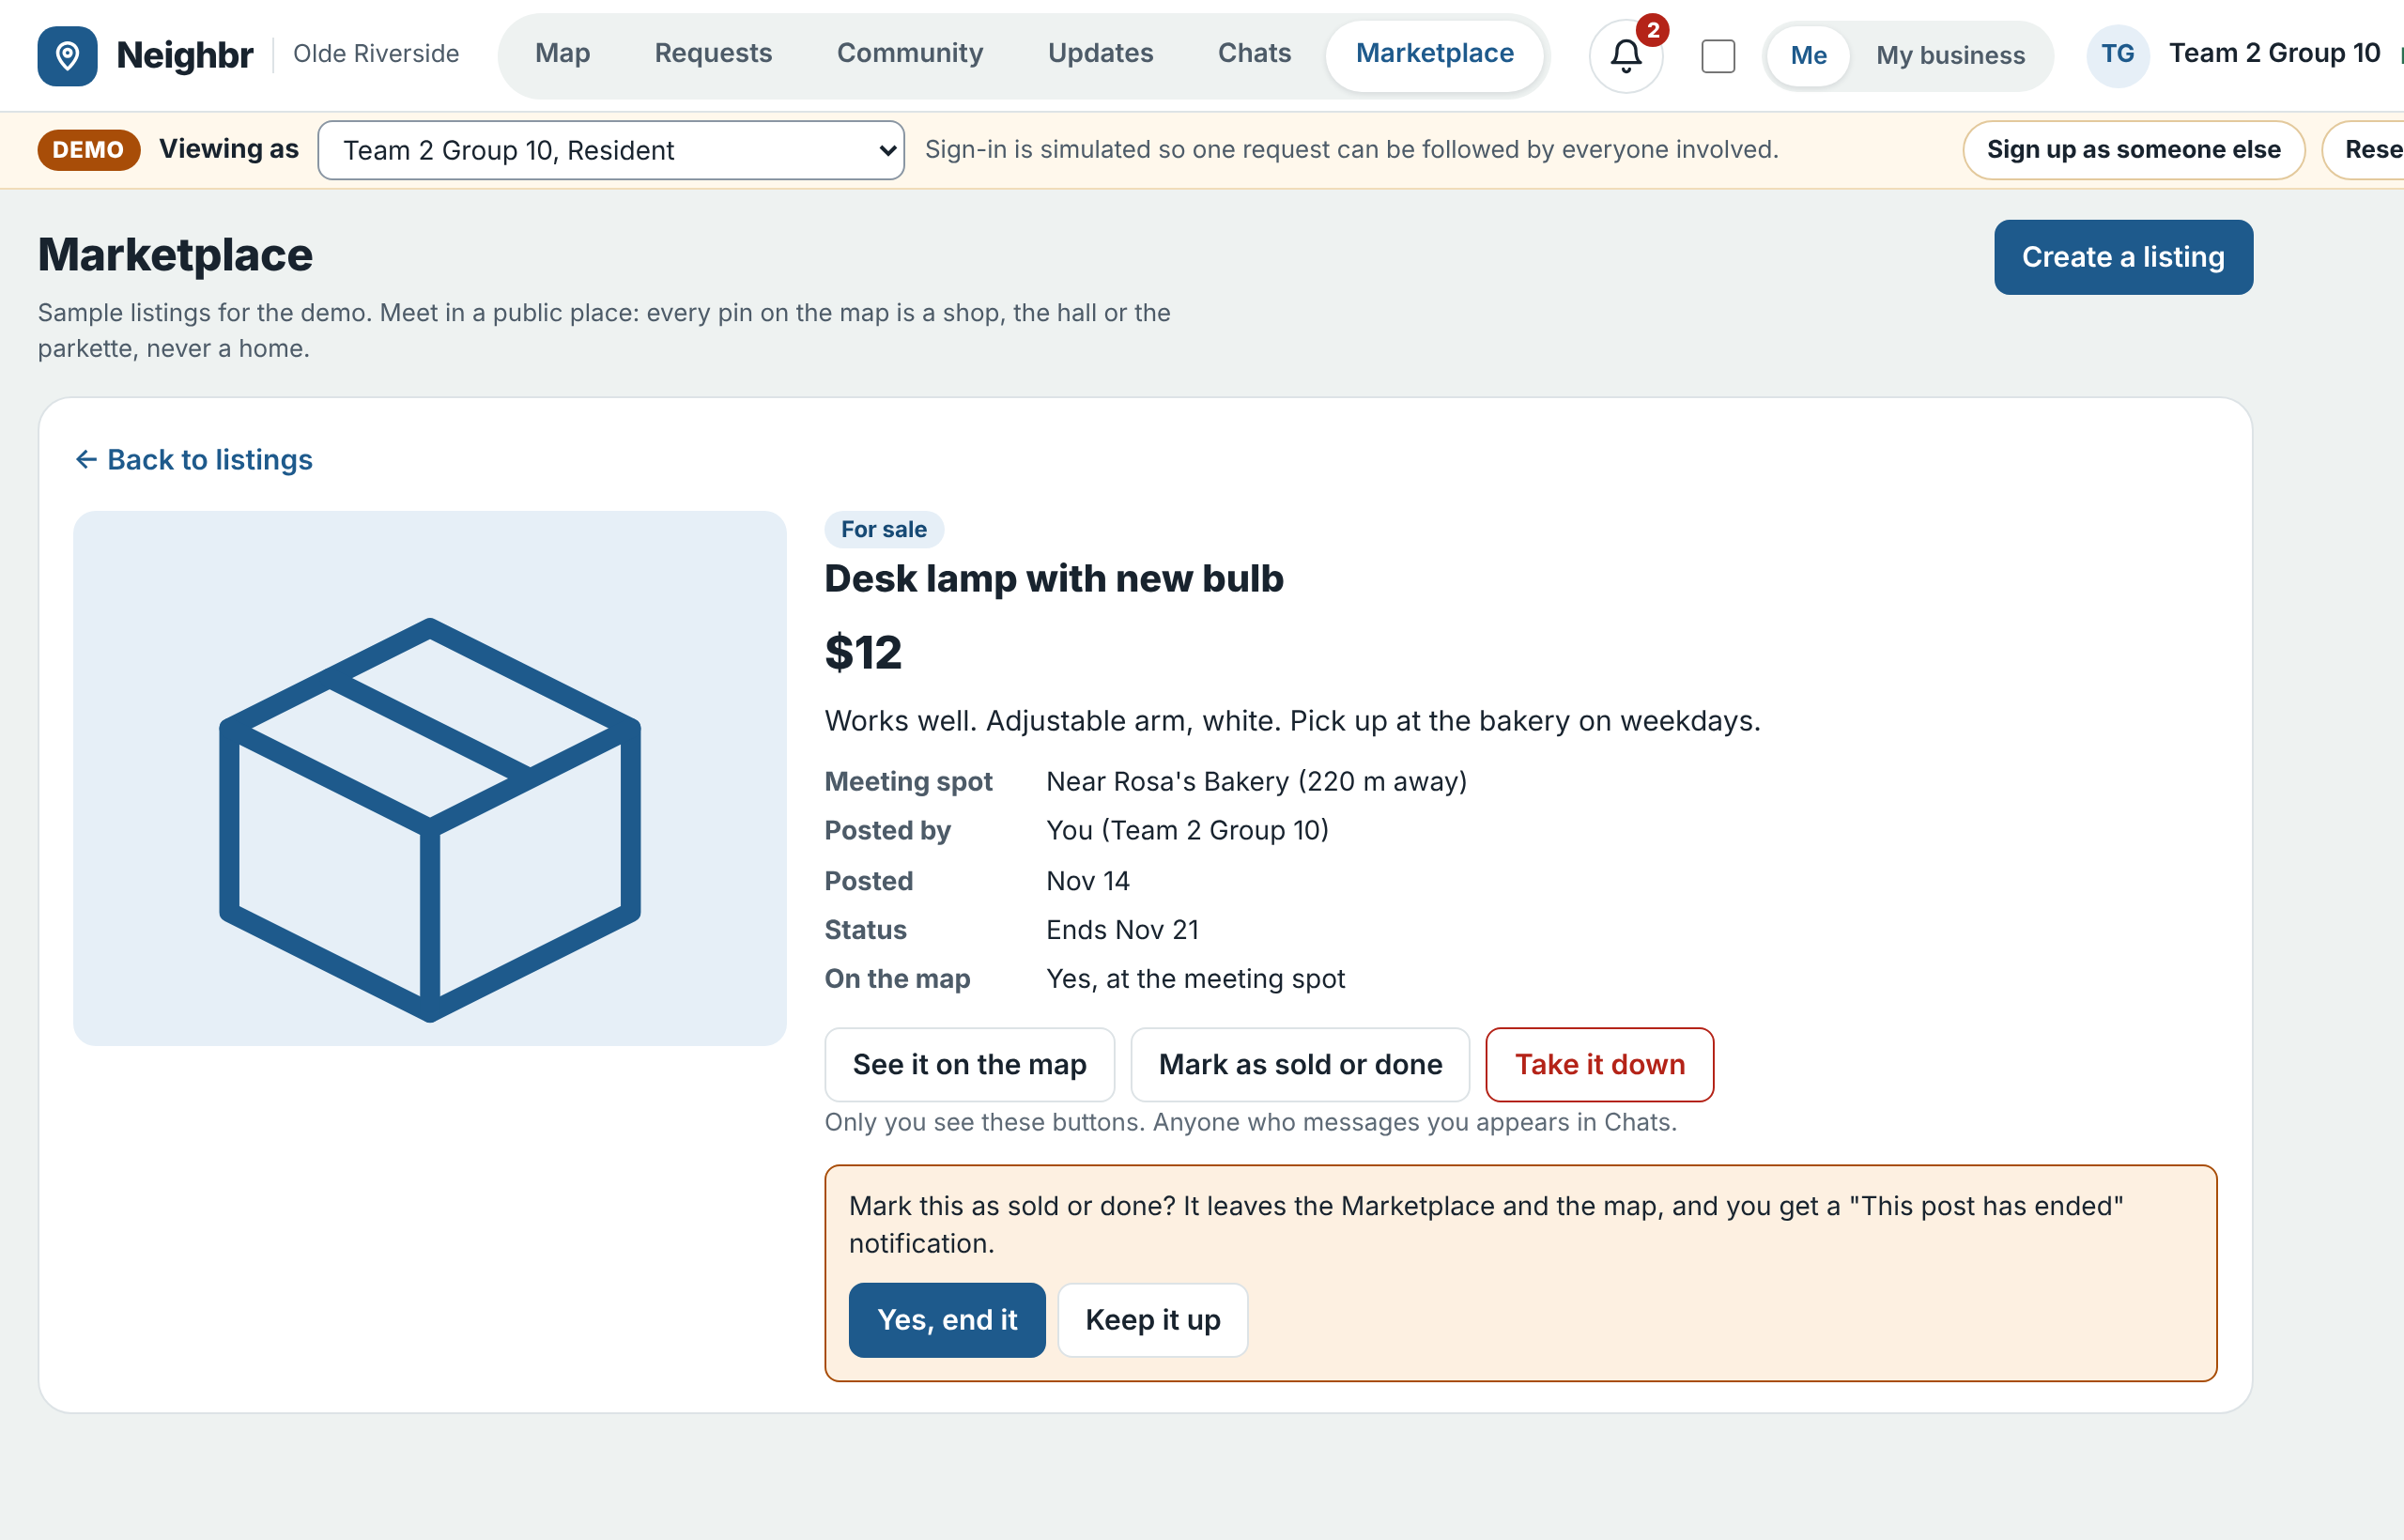 Neighbr
Olde Riverside
Map
Requests
Community
Updates
Chats
Marketplace
2
Me
My business
TG
Team 2 Group 10
DEMO
Viewing as
Team 2 Group 10, Resident
Sign-in is simulated so one request can be followed by everyone involved.
Sign up as someone else
Rese
Marketplace
Create a listing
Sample listings for the demo. Meet in a public place: every pin on the map is a shop, the hall or the
parkette, never a home.
← Back to listings
For sale
Desk lamp with new bulb
$12
Works well. Adjustable arm, white. Pick up at the bakery on weekdays.
Meeting spot Near Rosa's Bakery (220 m away)
Posted by You (Team 2 Group 10)
Posted Nov 14
Status Ends Nov 21
On the map Yes, at the meeting spot
See it on the map
Mark as sold or done
Take it down
Only you see these buttons. Anyone who messages you appears in Chats.
Mark this as sold or done? It leaves the Marketplace and the map, and you get a "This post has ended"
notification.
Yes, end it
Keep it up